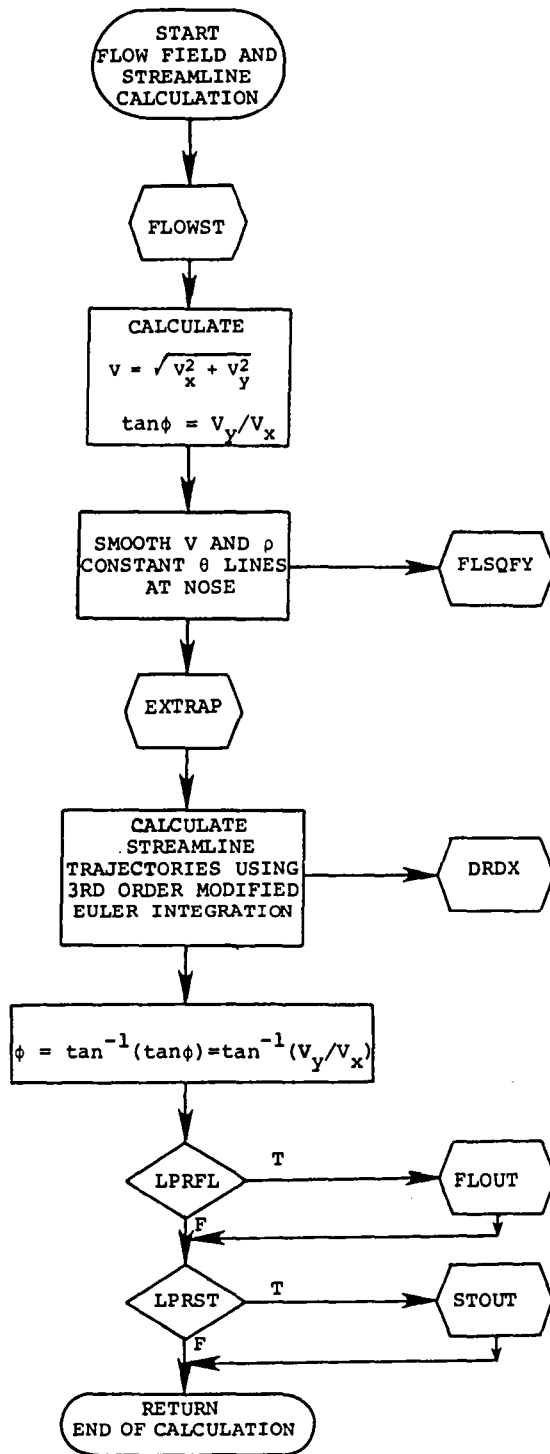 START
FLOW FIELD AND
STREAMLINE
CALCULATION
FLOWST
CALCULATE
V = √V_x^2 + V_y^2
tanϕ = V_y/V_x
SMOOTH V AND ρ
CONSTANT θ LINES
AT NOSE
FLSQFY
EXTRAP
CALCULATE
STREAMLINE
TRAJECTORIES USING
3RD ORDER MODIFIED
EULER INTEGRATION
DRDX
ϕ = tan^-1(tanϕ)=tan^-1(V_y/V_x)
LPRFL
T
FLOUT
F
LPRST
T
STOUT
F
RETURN
END OF CALCULATION